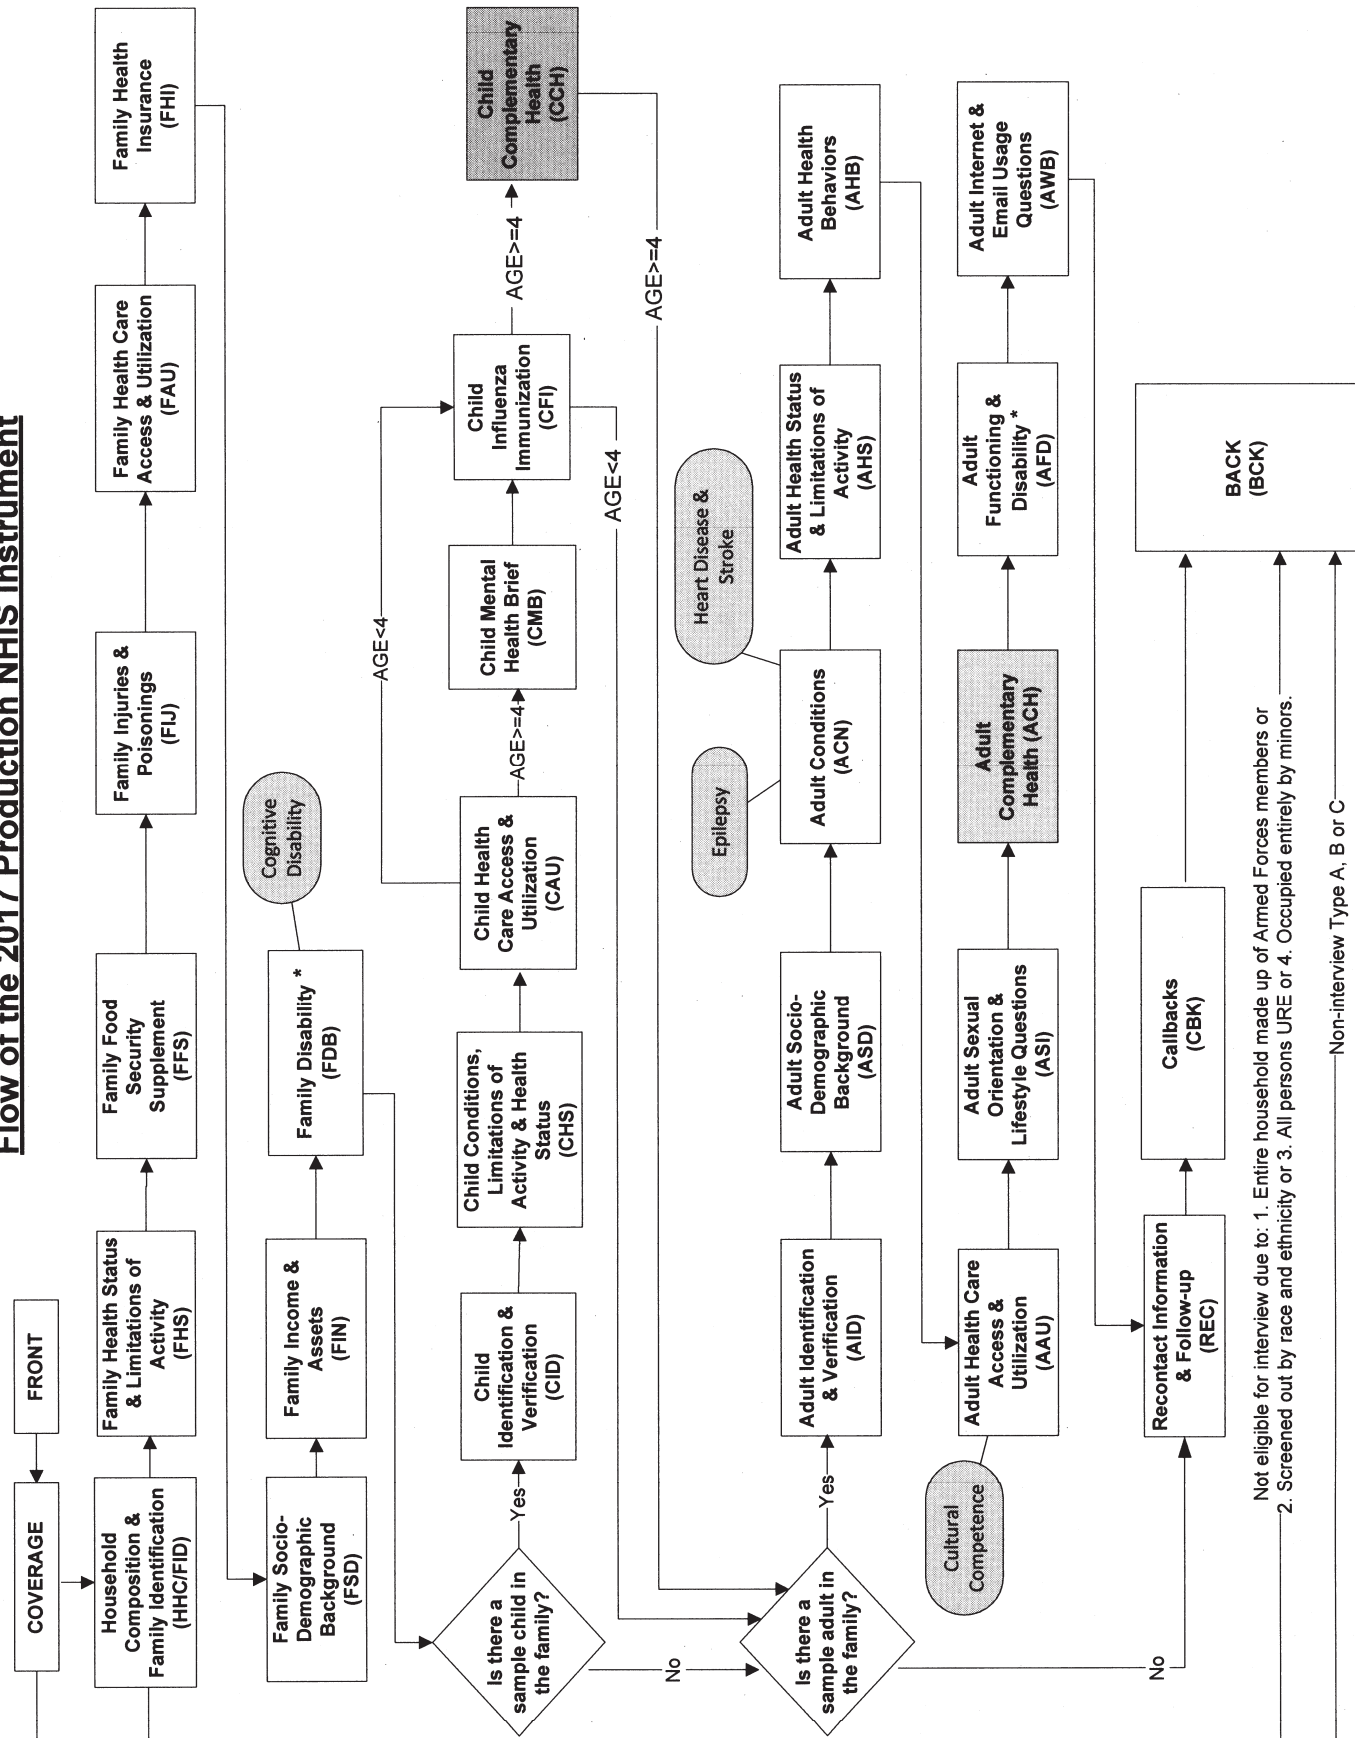 Flow of the 2017 Production NHIS Instrument
FRONT
COVERAGE
Household
Composition &
Family Identification
(HHC/FID)
Family Health Status
& Limitations of
Activity
(FHS)
Family Food
Security
Supplement
(FFS)
Family Injuries &
Poisonings
(FIJ)
Family Health Care
Access & Utilization
(FAU)
Family Health
Insurance
(FHI)
Family Socio-
Demographic
Background
(FSD)
Family Income &
Assets
(FIN)
Family Disability *
(FDB)
Cognitive
Disability
Is there a
sample child in
the family?
Yes
No
Child
Identification &
Verification
(CID)
Child Conditions,
Limitations of
Activity & Health
Status
(CHS)
Child Health
Care Access &
Utilization
(CAU)
AGE<4
AGE>=4
Child Mental
Health Brief
(CMB)
Child
Influenza
Immunization
(CFI)
AGE>=4
Child
Complementary
Health
(CCH)
AGE<4
AGE>=4
Is there a
sample adult in
the family?
Yes
No
Adult Identification
& Verification
(AID)
Adult Socio-
Demographic
Background
(ASD)
Epilepsy
Adult Conditions
(ACN)
Heart Disease &
Stroke
Adult Health Status
& Limitations of
Activity
(AHS)
Adult Health
Behaviors
(AHB)
Cultural
Competence
Adult Health Care
Access &
Utilization
(AAU)
Adult Sexual
Orientation &
Lifestyle Questions
(ASI)
Adult
Complementary
Health (ACH)
Adult
Functioning &
Disability *
(AFD)
Adult Internet &
Email Usage
Questions
(AWB)
Recontact Information
& Follow-up
(REC)
Callbacks
(CBK)
BACK
(BCK)
Not eligible for interview due to: 1. Entire household made up of Armed Forces members or
2. Screened out by race and ethnicity or 3. All persons URE or 4. Occupied entirely by minors.
Non-interview Type A, B or C